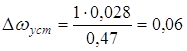 Δω_уст = 1·0,028 / 0,47 = 0,06